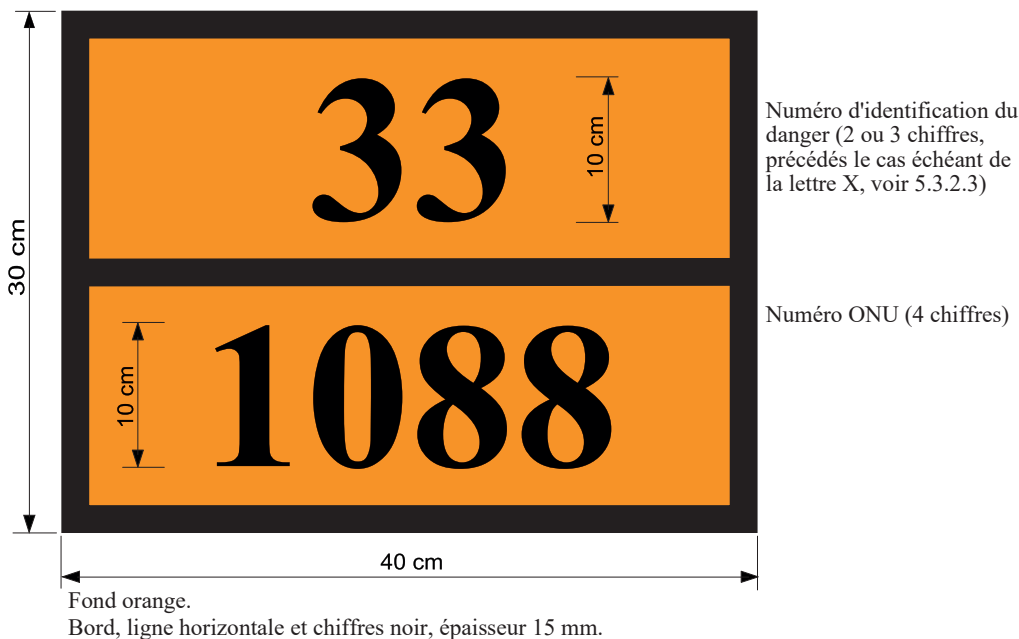 33
10 cm
Numéro d'identification du
danger (2 ou 3 chiffres,
précédés le cas échéant de
la lettre X, voir 5.3.2.3)
30 cm
1088
10 cm
Numéro ONU (4 chiffres)
40 cm
Fond orange.
Bord, ligne horizontale et chiffres noir, épaisseur 15 mm.